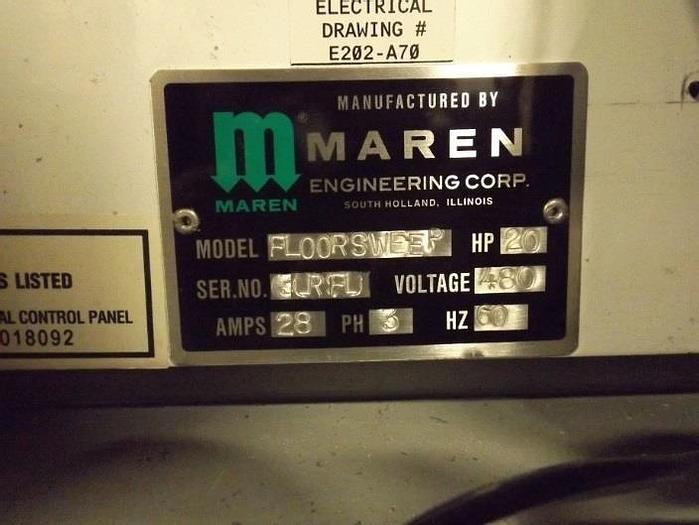 ELECTRICAL
DRAWING #
E202-A70
MANUFACTURED BY
m ®
MAREN
MAREN
ENGINEERING CORP.
SOUTH HOLLAND, ILLINOIS
MODEL FLOORSWEEP HP 20
SER.NO. VOLTAGE 480
AMPS 28 PH 3 HZ 60
S LISTED
AL CONTROL PANEL
018092